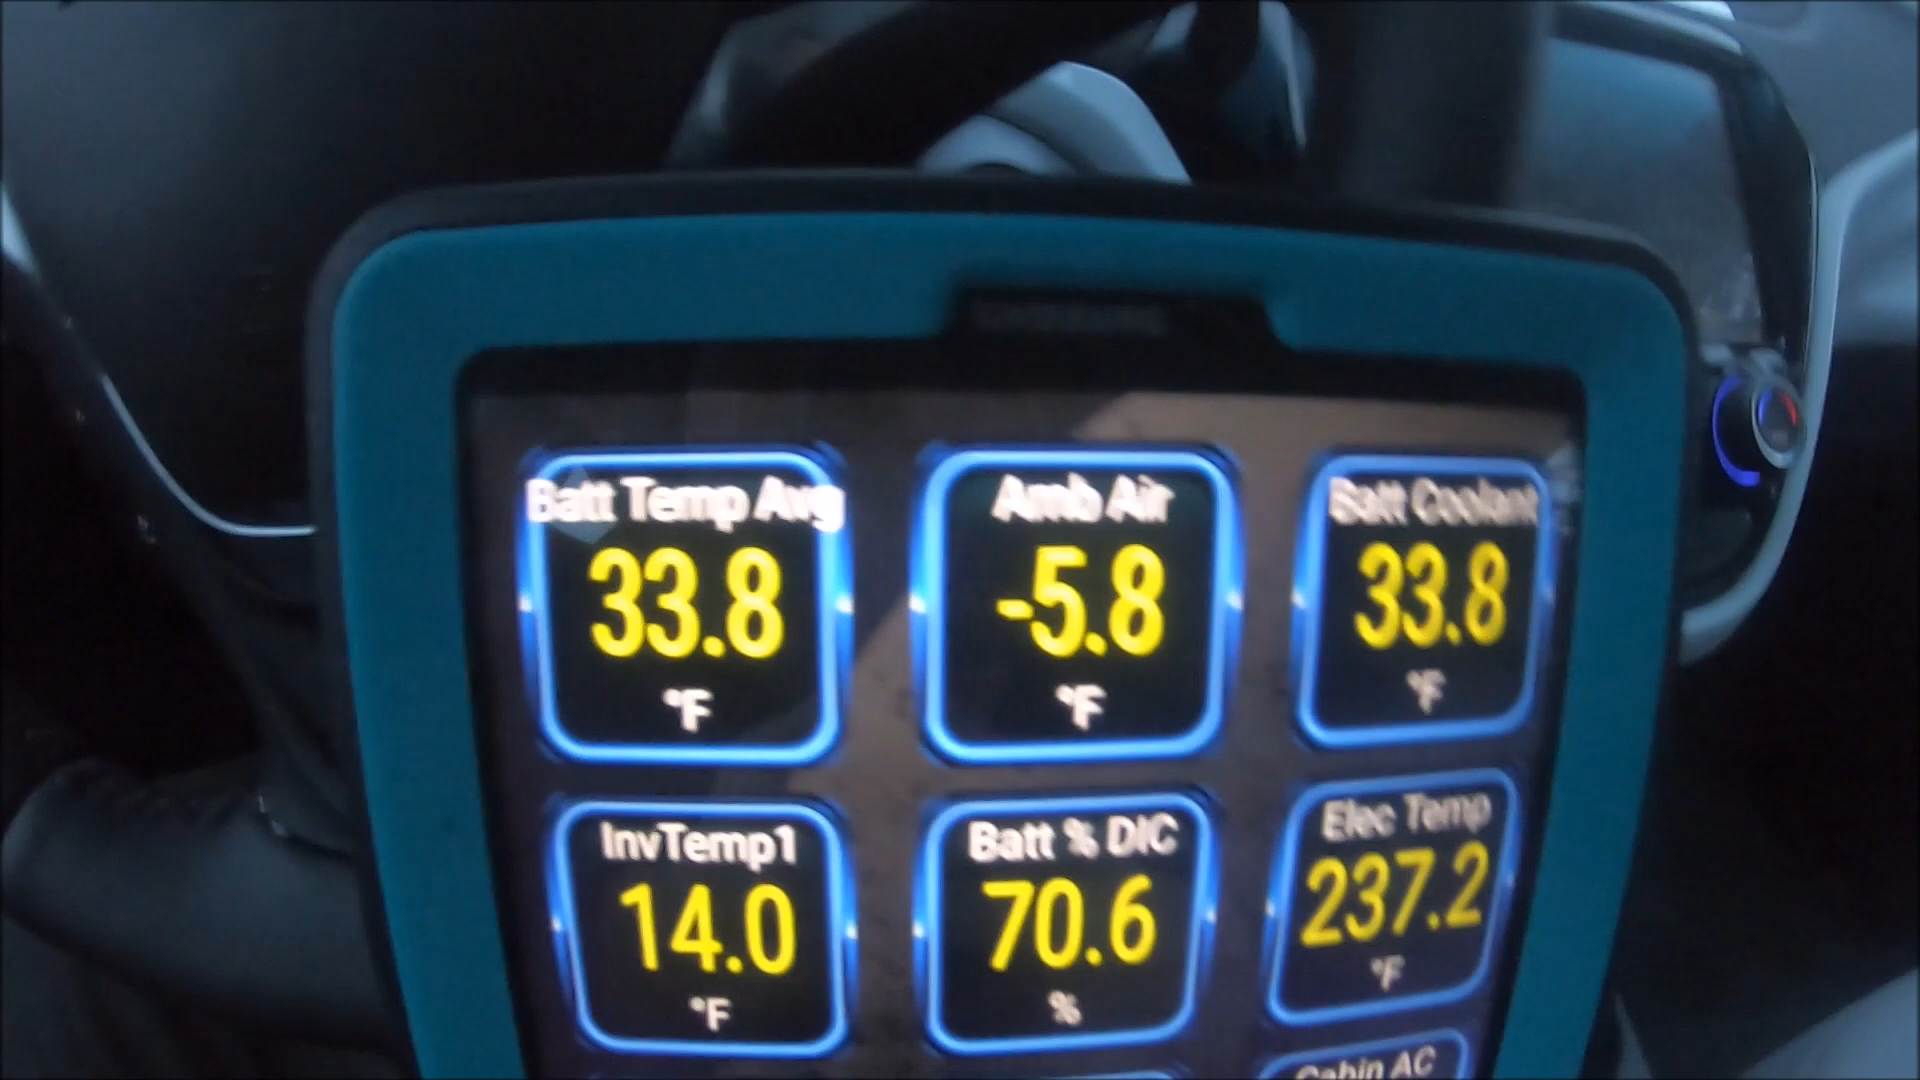 Batt Temp Avg
33.8
°F
Amb Air
-5.8
°F
Batt Coolant
33.8
°F
InvTemp1
14.0
°F
Batt % DIC
70.6
%
Elec Temp
237.2
°F
Cabin AC